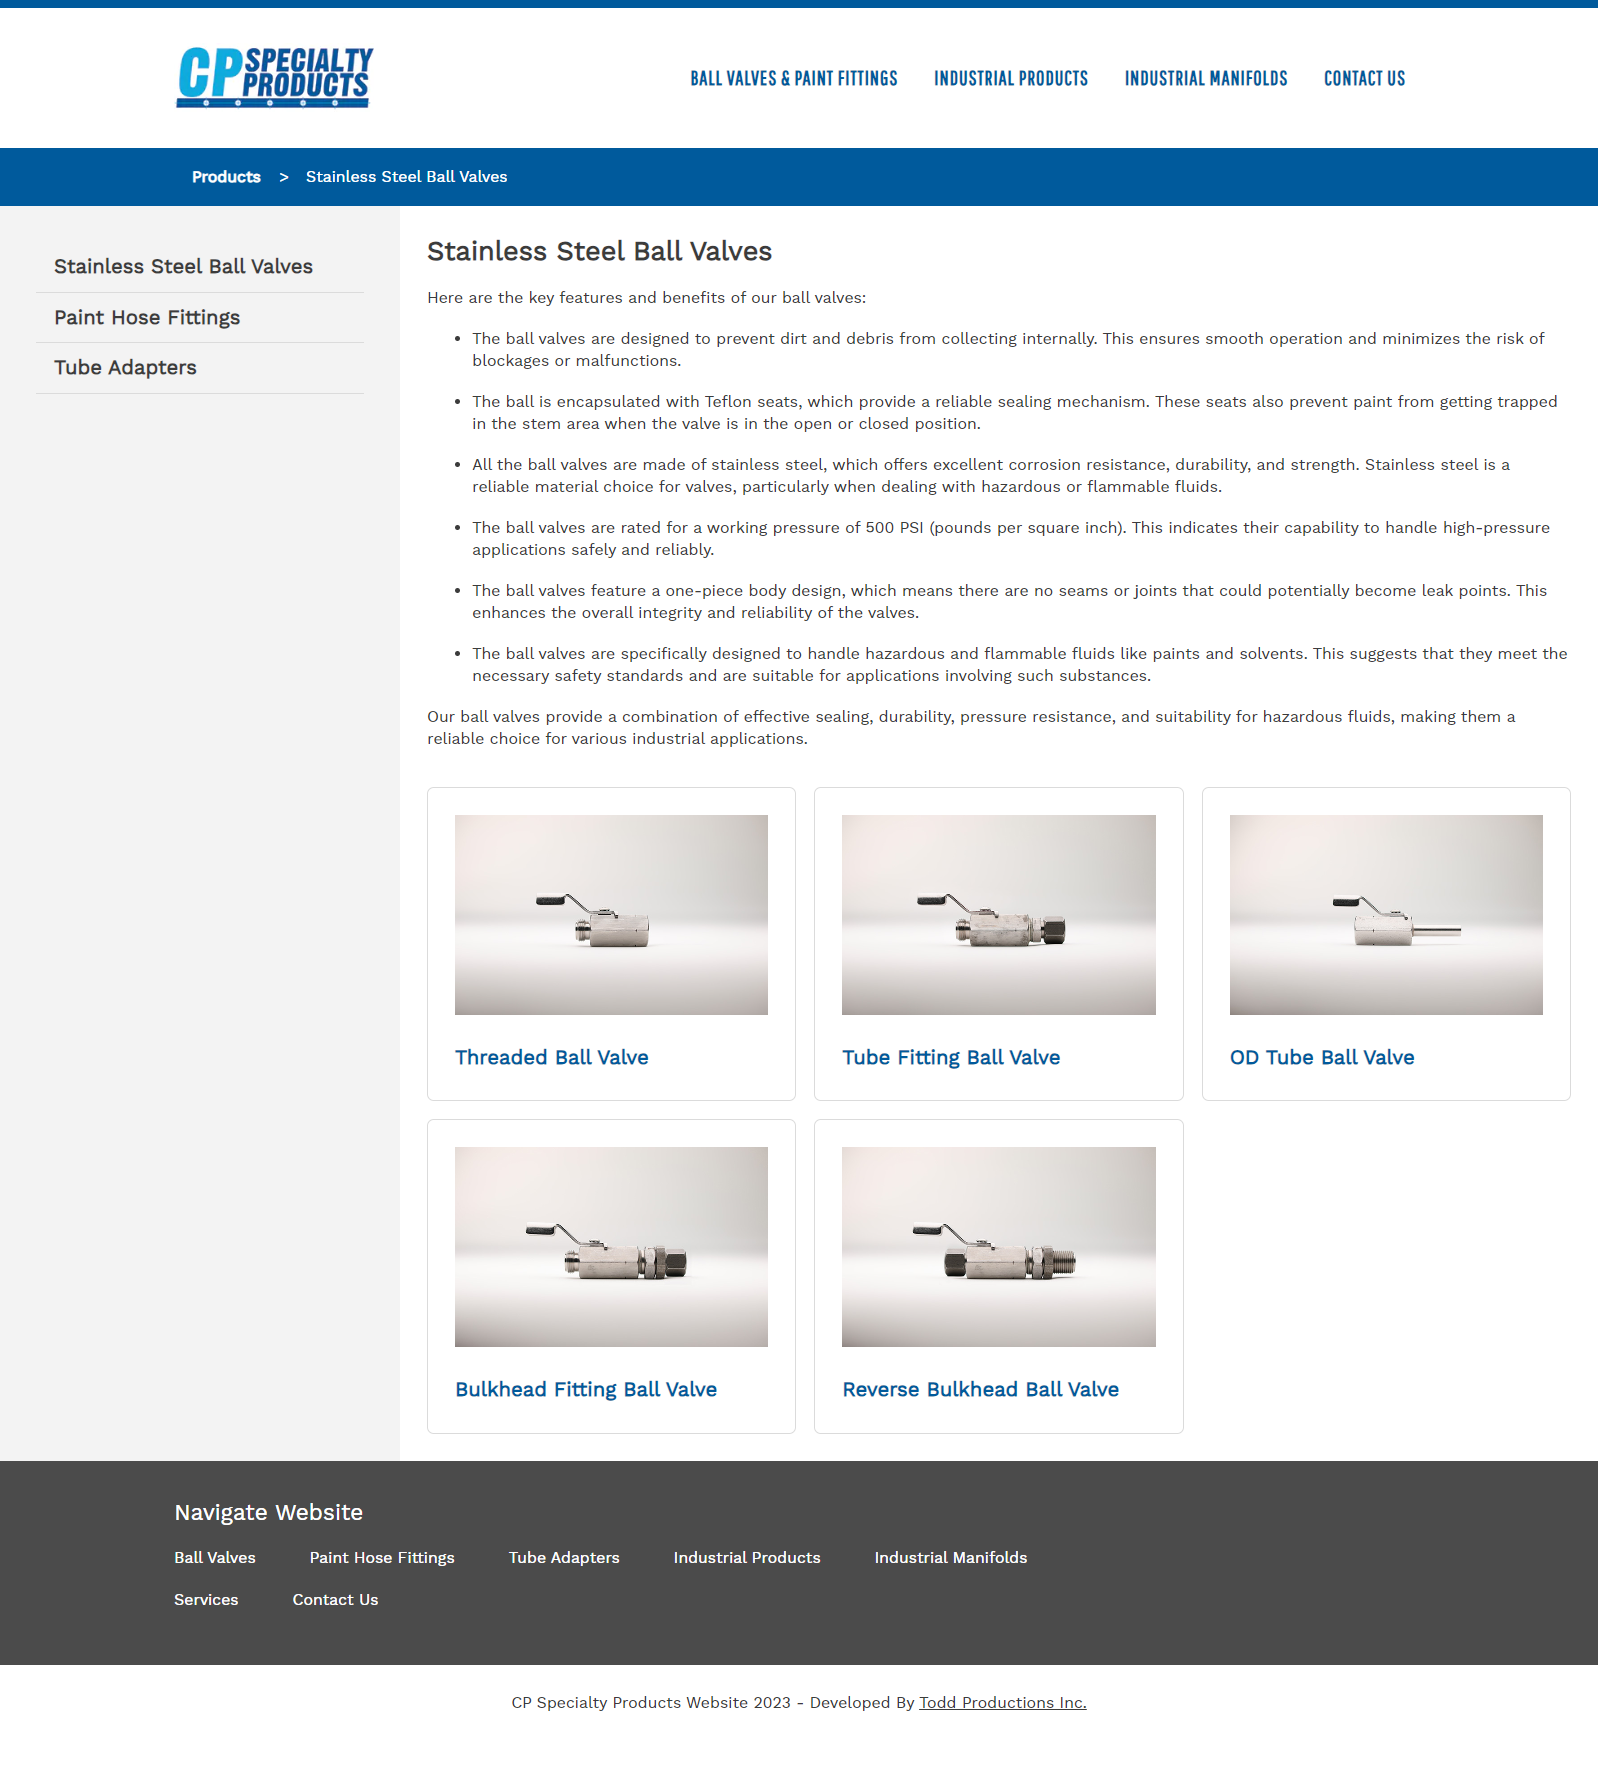 CP SPECIALTY
PRODUCTS
BALL VALVES & PAINT FITTINGS
INDUSTRIAL PRODUCTS
INDUSTRIAL MANIFOLDS
CONTACT US
Products > Stainless Steel Ball Valves
Stainless Steel Ball Valves
Paint Hose Fittings
Tube Adapters
Stainless Steel Ball Valves
Here are the key features and benefits of our ball valves:
• The ball valves are designed to prevent dirt and debris from collecting internally. This ensures smooth operation and minimizes the risk of
blockages or malfunctions.
• The ball is encapsulated with Teflon seats, which provide a reliable sealing mechanism. These seats also prevent paint from getting trapped
in the stem area when the valve is in the open or closed position.
• All the ball valves are made of stainless steel, which offers excellent corrosion resistance, durability, and strength. Stainless steel is a
reliable material choice for valves, particularly when dealing with hazardous or flammable fluids.
• The ball valves are rated for a working pressure of 500 PSI (pounds per square inch). This indicates their capability to handle high-pressure
applications safely and reliably.
• The ball valves feature a one-piece body design, which means there are no seams or joints that could potentially become leak points. This
enhances the overall integrity and reliability of the valves.
• The ball valves are specifically designed to handle hazardous and flammable fluids like paints and solvents. This suggests that they meet the
necessary safety standards and are suitable for applications involving such substances.
Our ball valves provide a combination of effective sealing, durability, pressure resistance, and suitability for hazardous fluids, making them a
reliable choice for various industrial applications.
Threaded Ball Valve
Tube Fitting Ball Valve
OD Tube Ball Valve
Bulkhead Fitting Ball Valve
Reverse Bulkhead Ball Valve
Navigate Website
Ball Valves
Paint Hose Fittings
Tube Adapters
Industrial Products
Industrial Manifolds
Services
Contact Us
CP Specialty Products Website 2023 - Developed By Todd Productions Inc.